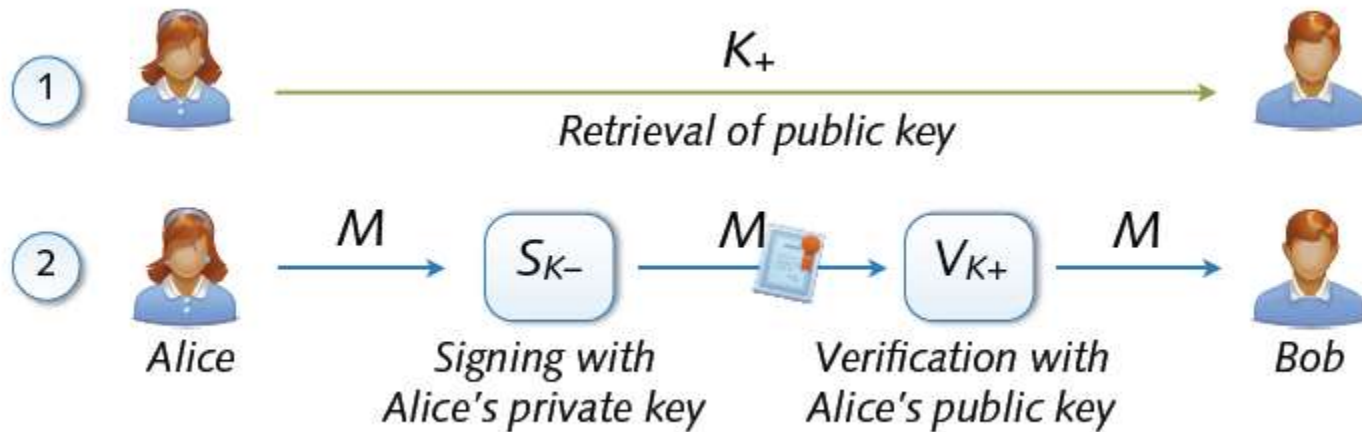 1
K+
Retrieval of public key
2
M
SK–
M
VK+
M
Alice
Signing with
Alice's private key
Verification with
Alice's public key
Bob